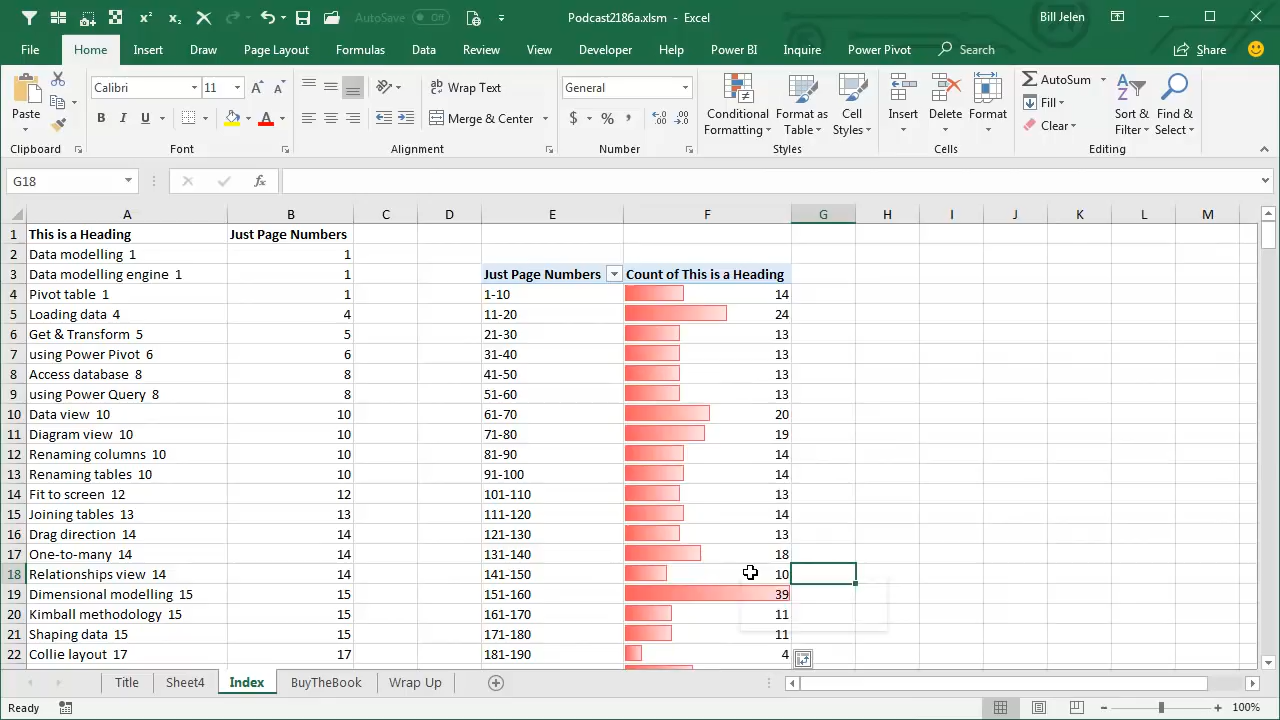 AutoSave Off Podcast2186a.xlsm - Excel Bill Jelen
File Home Insert Draw Page Layout Formulas Data Review View Developer Help Power BI Inquire Power Pivot Search Share
Paste Calibri 11 Wrap Text General Conditional Formatting Format as Table Cell Styles Insert Delete Format AutoSum Sort & Filter Find & Select
B I U Merge & Center $ % , Fill
Clear
Clipboard Font Alignment Number Styles Cells Editing
G18 fx
A B C D E F G H I J K L M
1 This is a Heading Just Page Numbers
2 Data modelling 1 1
3 Data modelling engine 1 1 Just Page Numbers Count of This is a Heading
4 Pivot table 1 1 1-10 14
5 Loading data 4 4 11-20 24
6 Get & Transform 5 5 21-30 13
7 using Power Pivot 6 6 31-40 13
8 Access database 8 8 41-50 13
9 using Power Query 8 8 51-60 13
10 Data view 10 10 61-70 20
11 Diagram view 10 10 71-80 19
12 Renaming columns 10 10 81-90 14
13 Renaming tables 10 10 91-100 14
14 Fit to screen 12 12 101-110 13
15 Joining tables 13 13 111-120 14
16 Drag direction 14 14 121-130 13
17 One-to-many 14 14 131-140 18
18 Relationships view 14 14 141-150 10
19 Dimensional modelling 15 15 151-160 39
20 Kimball methodology 15 15 161-170 11
21 Shaping data 15 15 171-180 11
22 Collie layout 17 17 181-190 4
Title Sheet4 Index BuyTheBook Wrap Up
Ready 100%